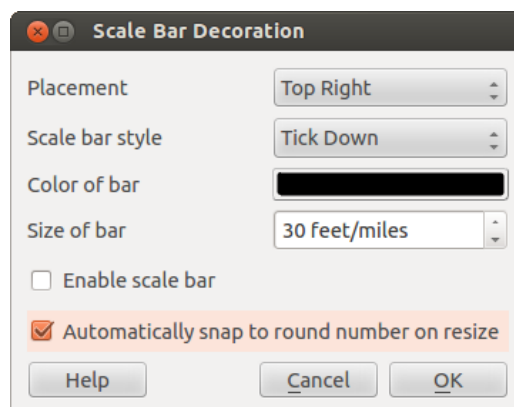 Scale Bar Decoration
Placement Top Right
Scale bar style Tick Down
Color of bar
Size of bar 30 feet/miles
Enable scale bar
Automatically snap to round number on resize
Help Cancel OK